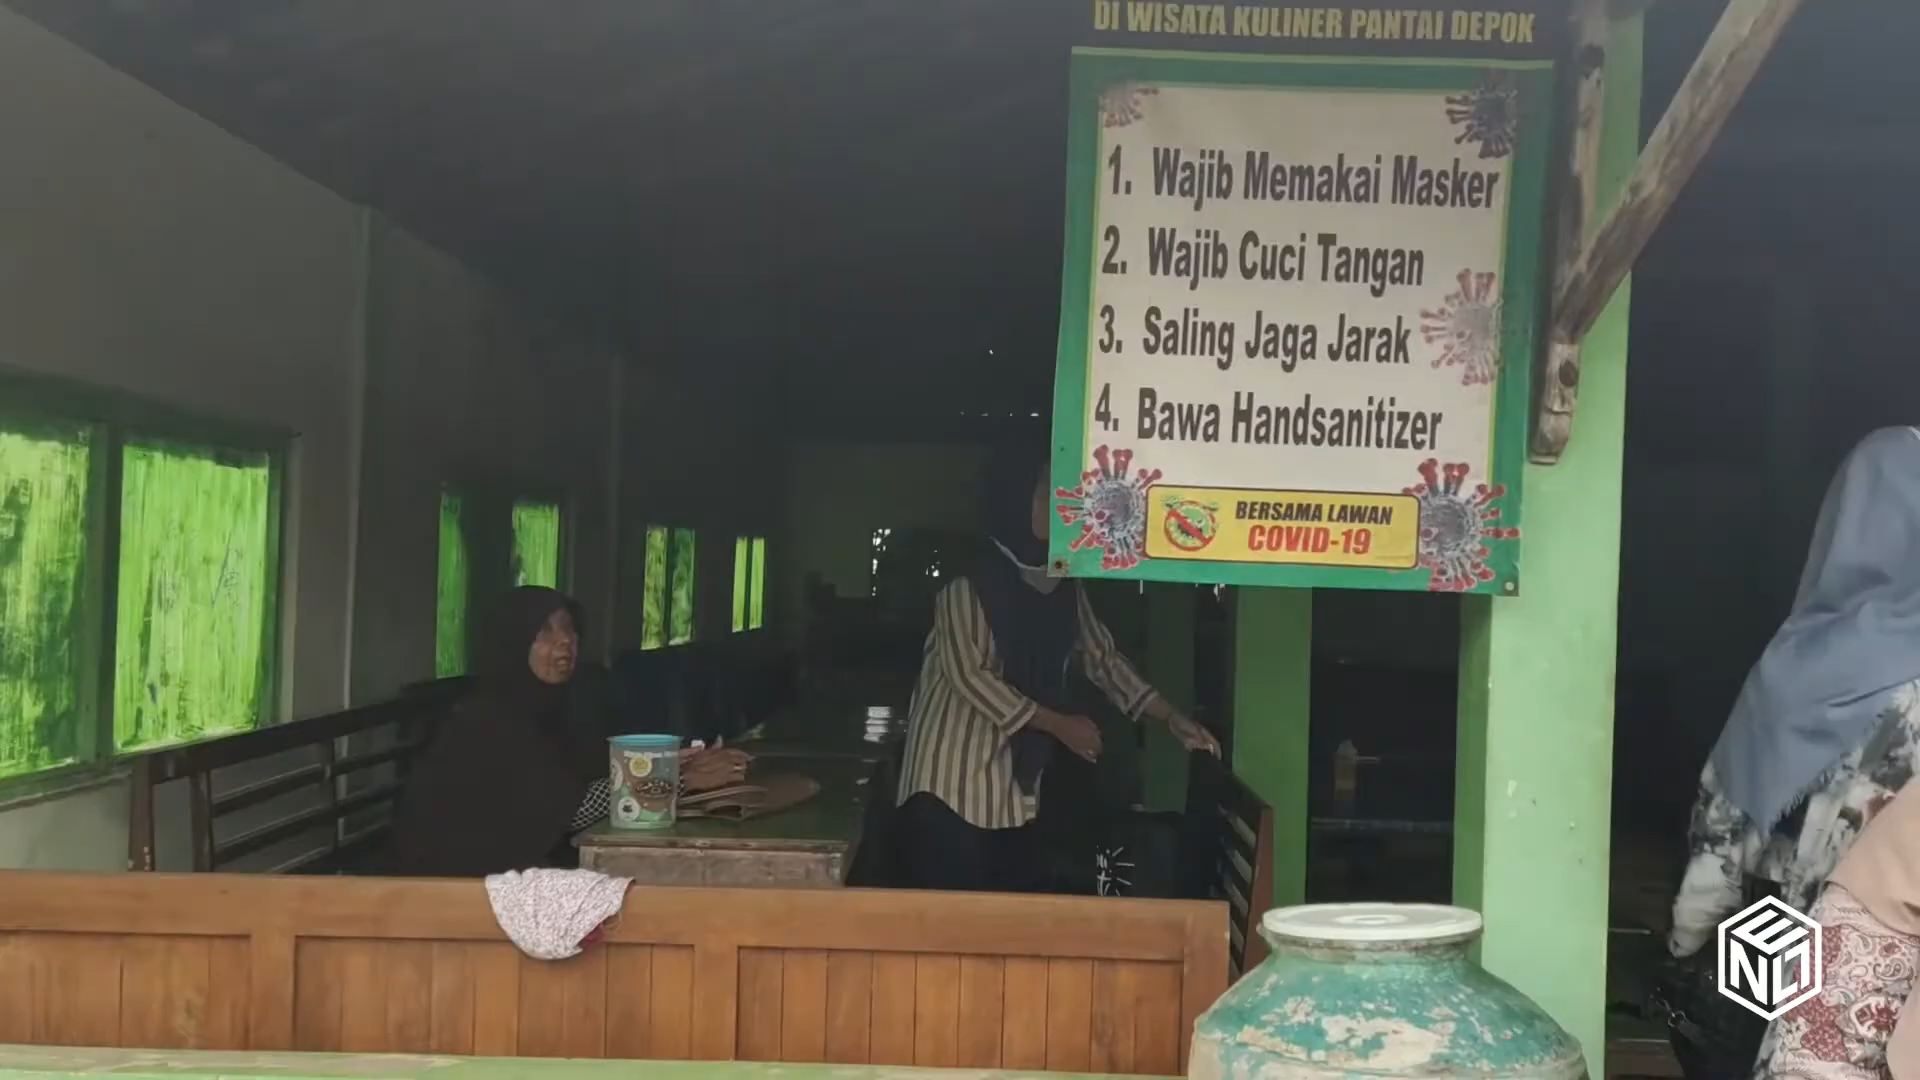 DI WISATA KULINER PANTAI DEPOK
1. Wajib Memakai Masker
2. Wajib Cuci Tangan
3. Saling Jaga Jarak
4. Bawa Handsanitizer
BERSAMA LAWAN
COVID-19